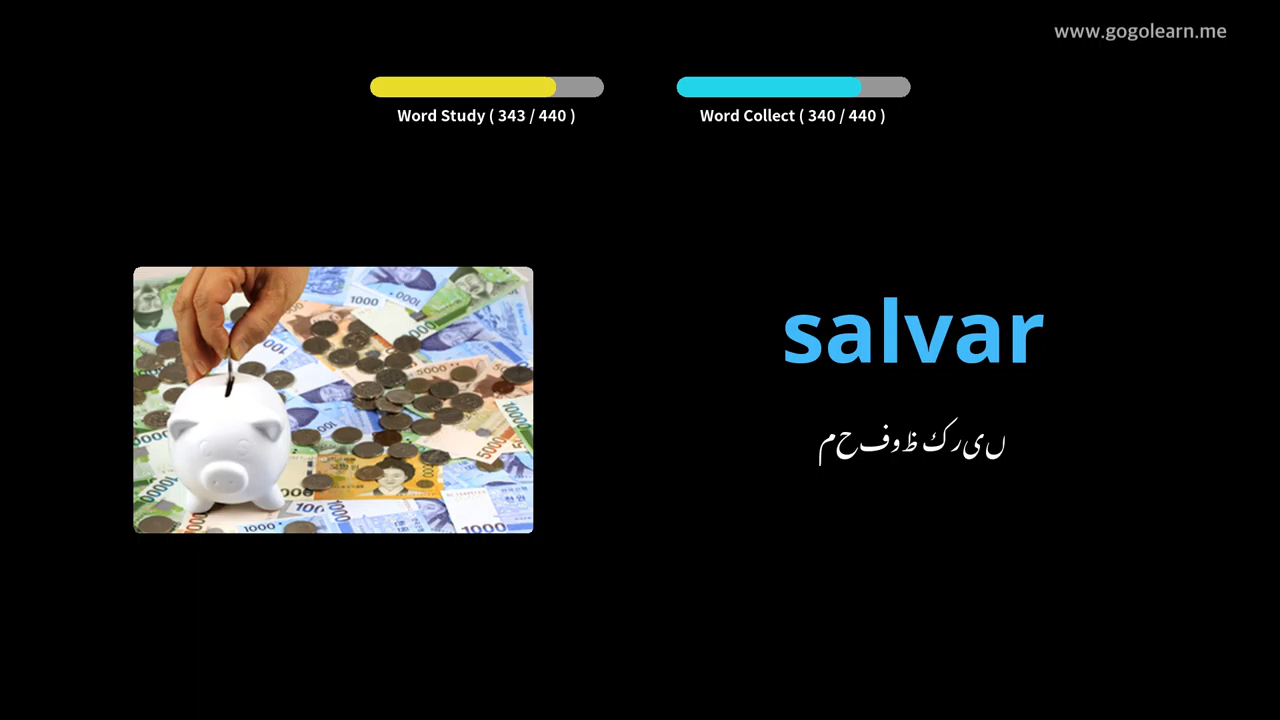 www.gogolearn.me
Word Study ( 343 / 440 )
Word Collect ( 340 / 440 )
salvar
محفوظ کریں